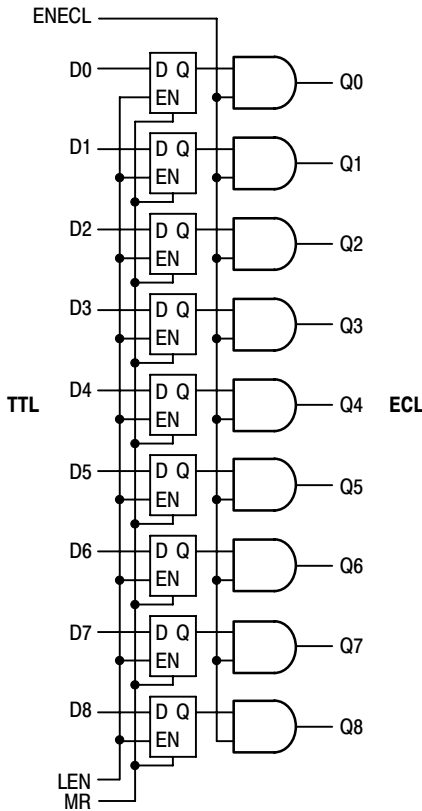 ENECL
D0 D Q Q0
EN
D1 D Q Q1
EN
D2 D Q Q2
EN
D3 D Q Q3
EN
TTL D4 D Q Q4 ECL
EN
D5 D Q Q5
EN
D6 D Q Q6
EN
D7 D Q Q7
EN
D8 D Q Q8
EN
LEN
MR